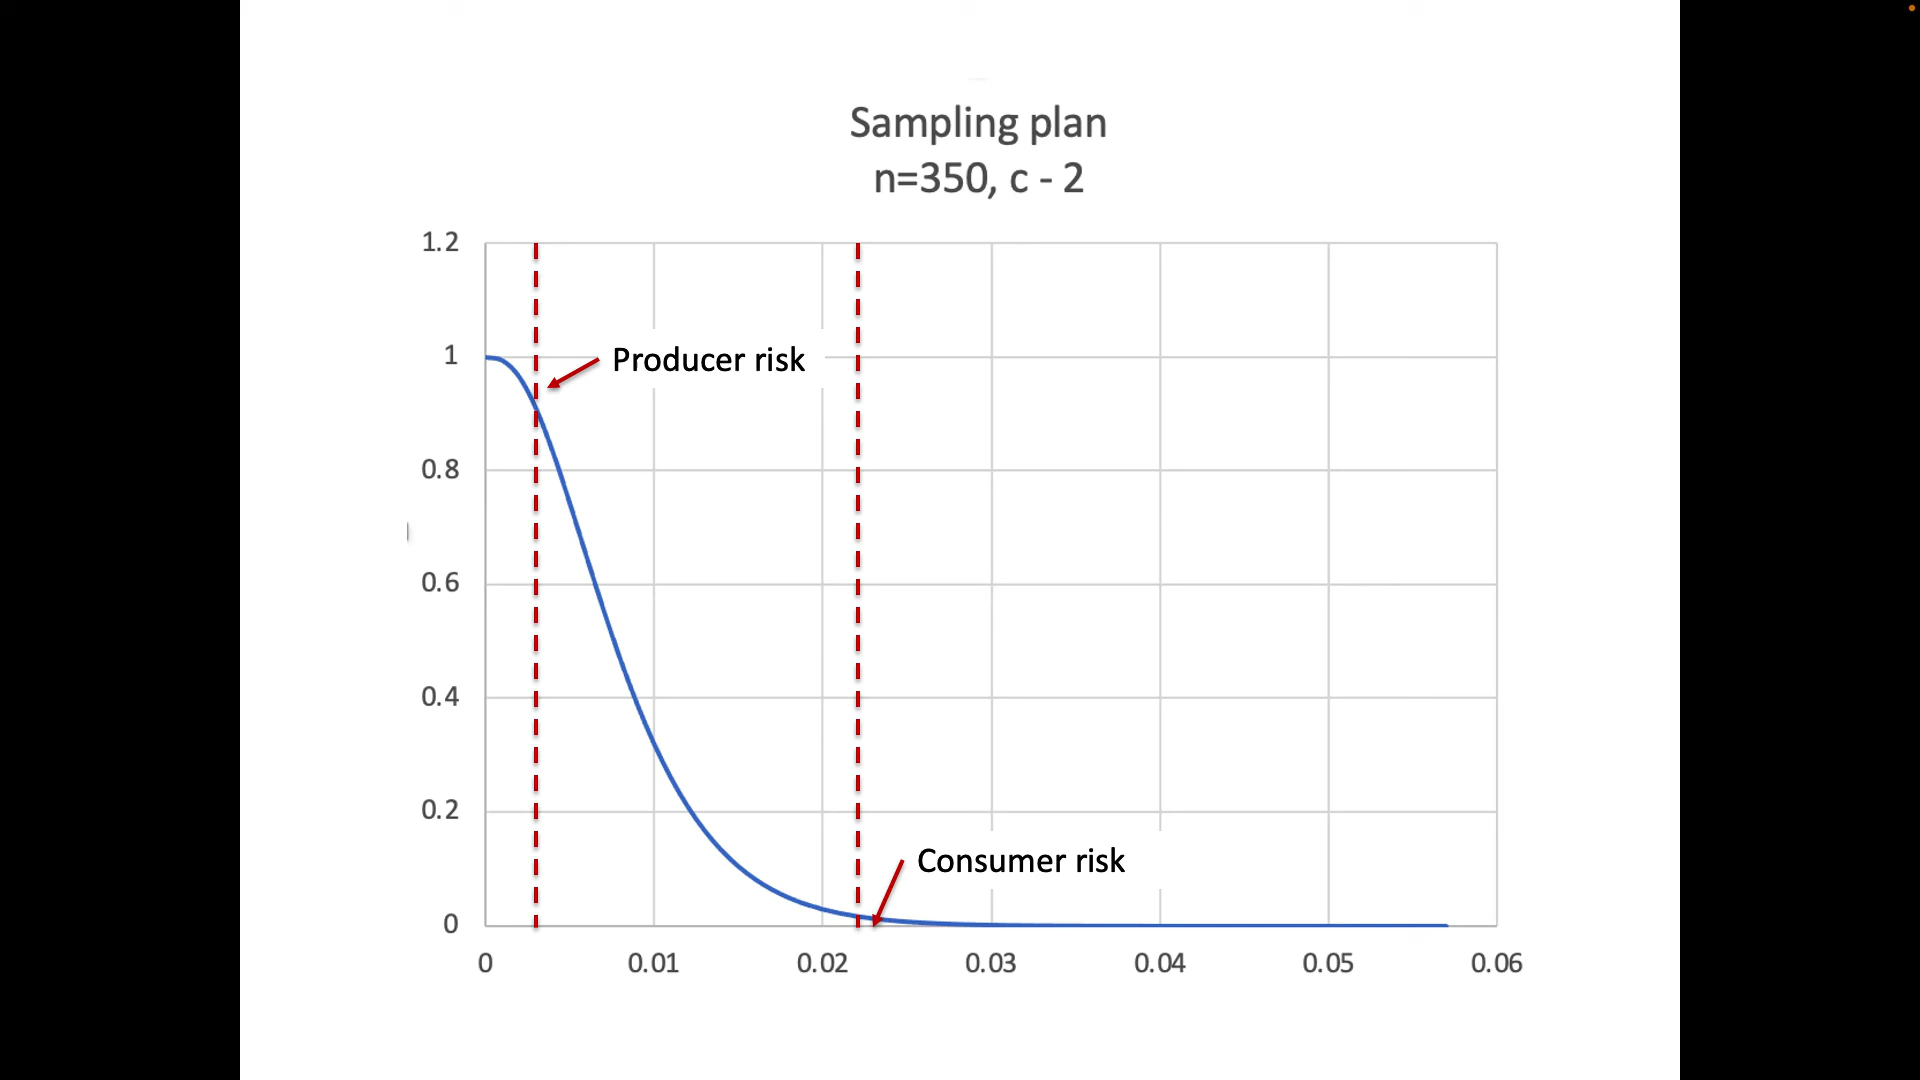 Sampling plan
n=350, c - 2
1.2
1
0.8
0.6
0.4
0.2
0
Producer risk
Consumer risk
0 0.01 0.02 0.03 0.04 0.05 0.06